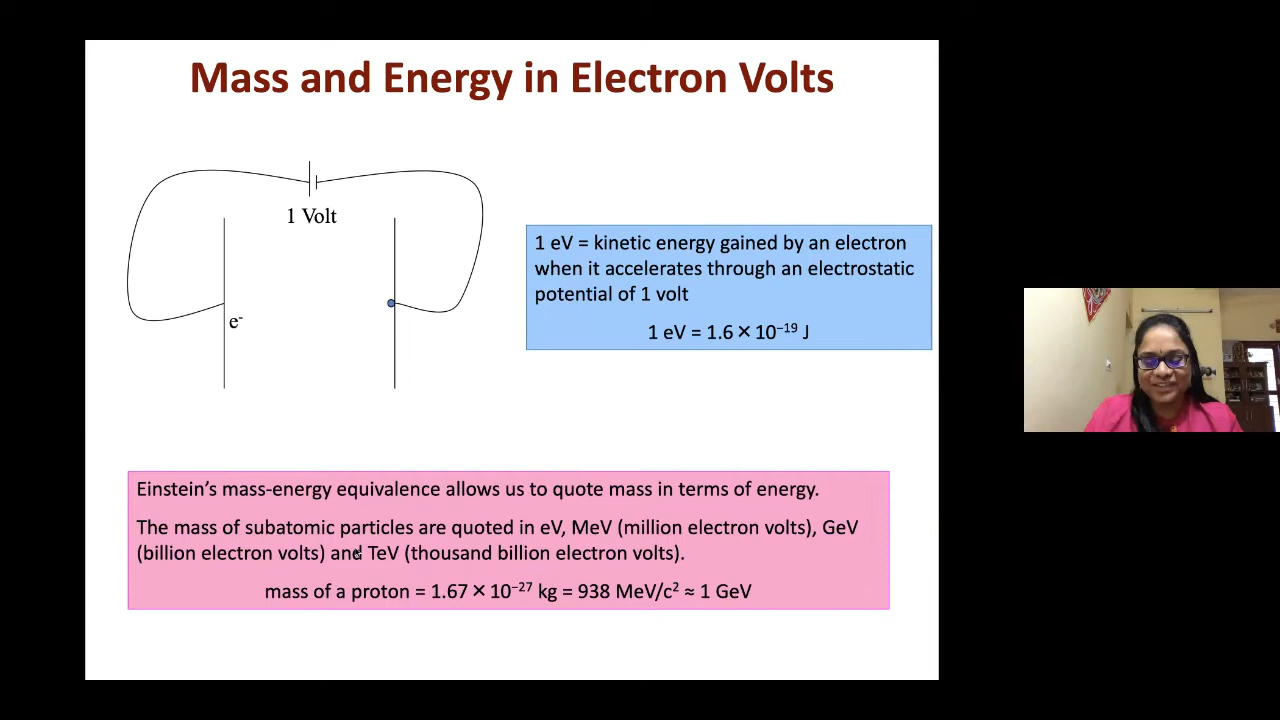 Mass and Energy in Electron Volts
1 Volt
e⁻
1 eV = kinetic energy gained by an electron
when it accelerates through an electrostatic
potential of 1 volt
1 eV = 1.6 × 10⁻¹⁹ J
Einstein’s mass-energy equivalence allows us to quote mass in terms of energy.
The mass of subatomic particles are quoted in eV, MeV (million electron volts), GeV
(billion electron volts) and TeV (thousand billion electron volts).
mass of a proton = 1.67 × 10⁻²⁷ kg = 938 MeV/c² ≈ 1 GeV